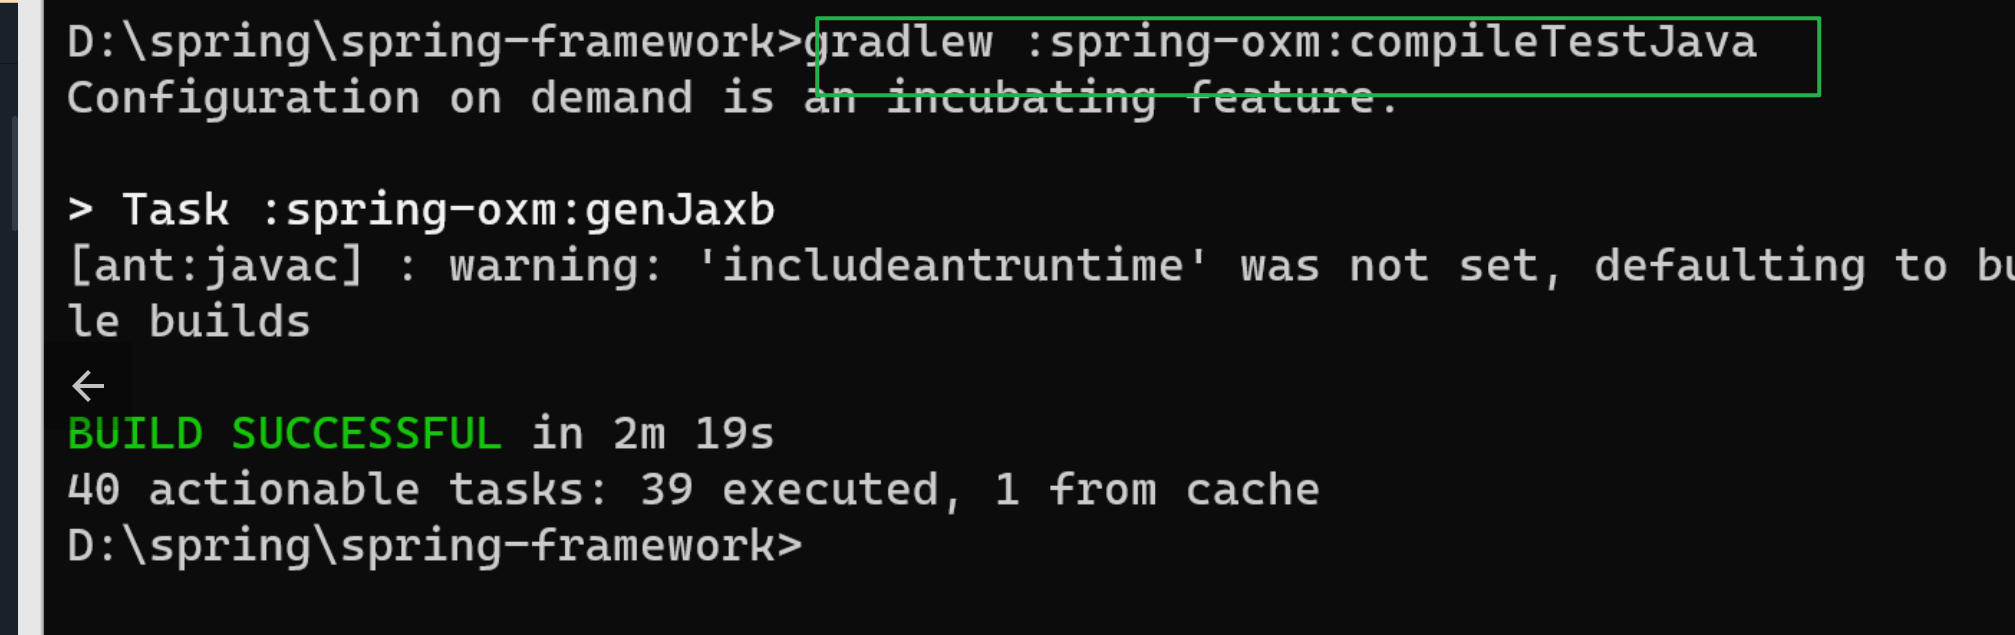 D:\spring\spring-framework>gradlew :spring-oxm:compileTestJava
Configuration on demand is an incubating feature.
> Task :spring-oxm:genJaxb
[ant:javac] : warning: 'includeantruntime' was not set, defaulting to bu
le builds
BUILD SUCCESSFUL in 2m 19s
40 actionable tasks: 39 executed, 1 from cache
D:\spring\spring-framework>